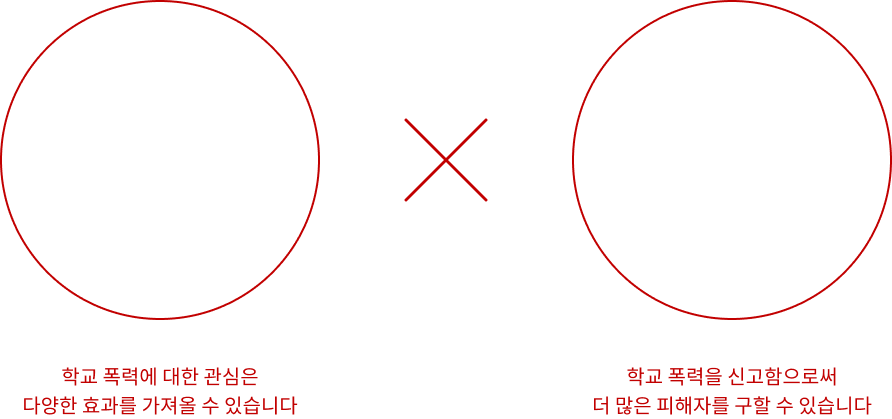 학교 폭력에 대한 관심은
다양한 효과를 가져올 수 있습니다
학교 폭력을 신고함으로써
더 많은 피해자를 구할 수 있습니다